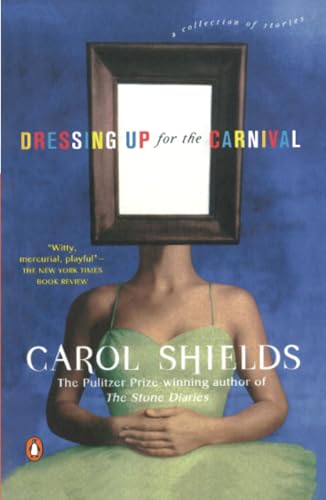 a collection of stories
DRESSING UP for the CARNIVAL
"Witty,
mercurial, playful"—
THE NEW YORK TIMES
BOOK REVIEW
CAROL SHIELDS
The Pulitzer Prize-winning author of
The Stone Diaries